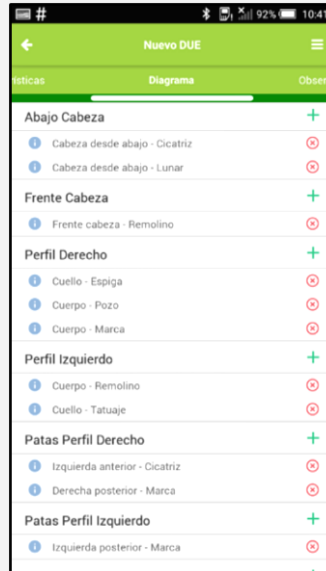 # 92% 10:41
Nuevo DUE
rísticas Diagrama Obser
Abajo Cabeza
Cabeza desde abajo - Cicatriz
Cabeza desde abajo - Lunar
Frente Cabeza
Frente cabeza - Remolino
Perfil Derecho
Cuello - Espiga
Cuerpo - Pozo
Cuerpo - Marca
Perfil Izquierdo
Cuerpo - Remolino
Cuello - Tatuaje
Patas Perfil Derecho
Izquierda anterior - Cicatriz
Derecha posterior - Marca
Patas Perfil Izquierdo
Izquierda posterior - Marca